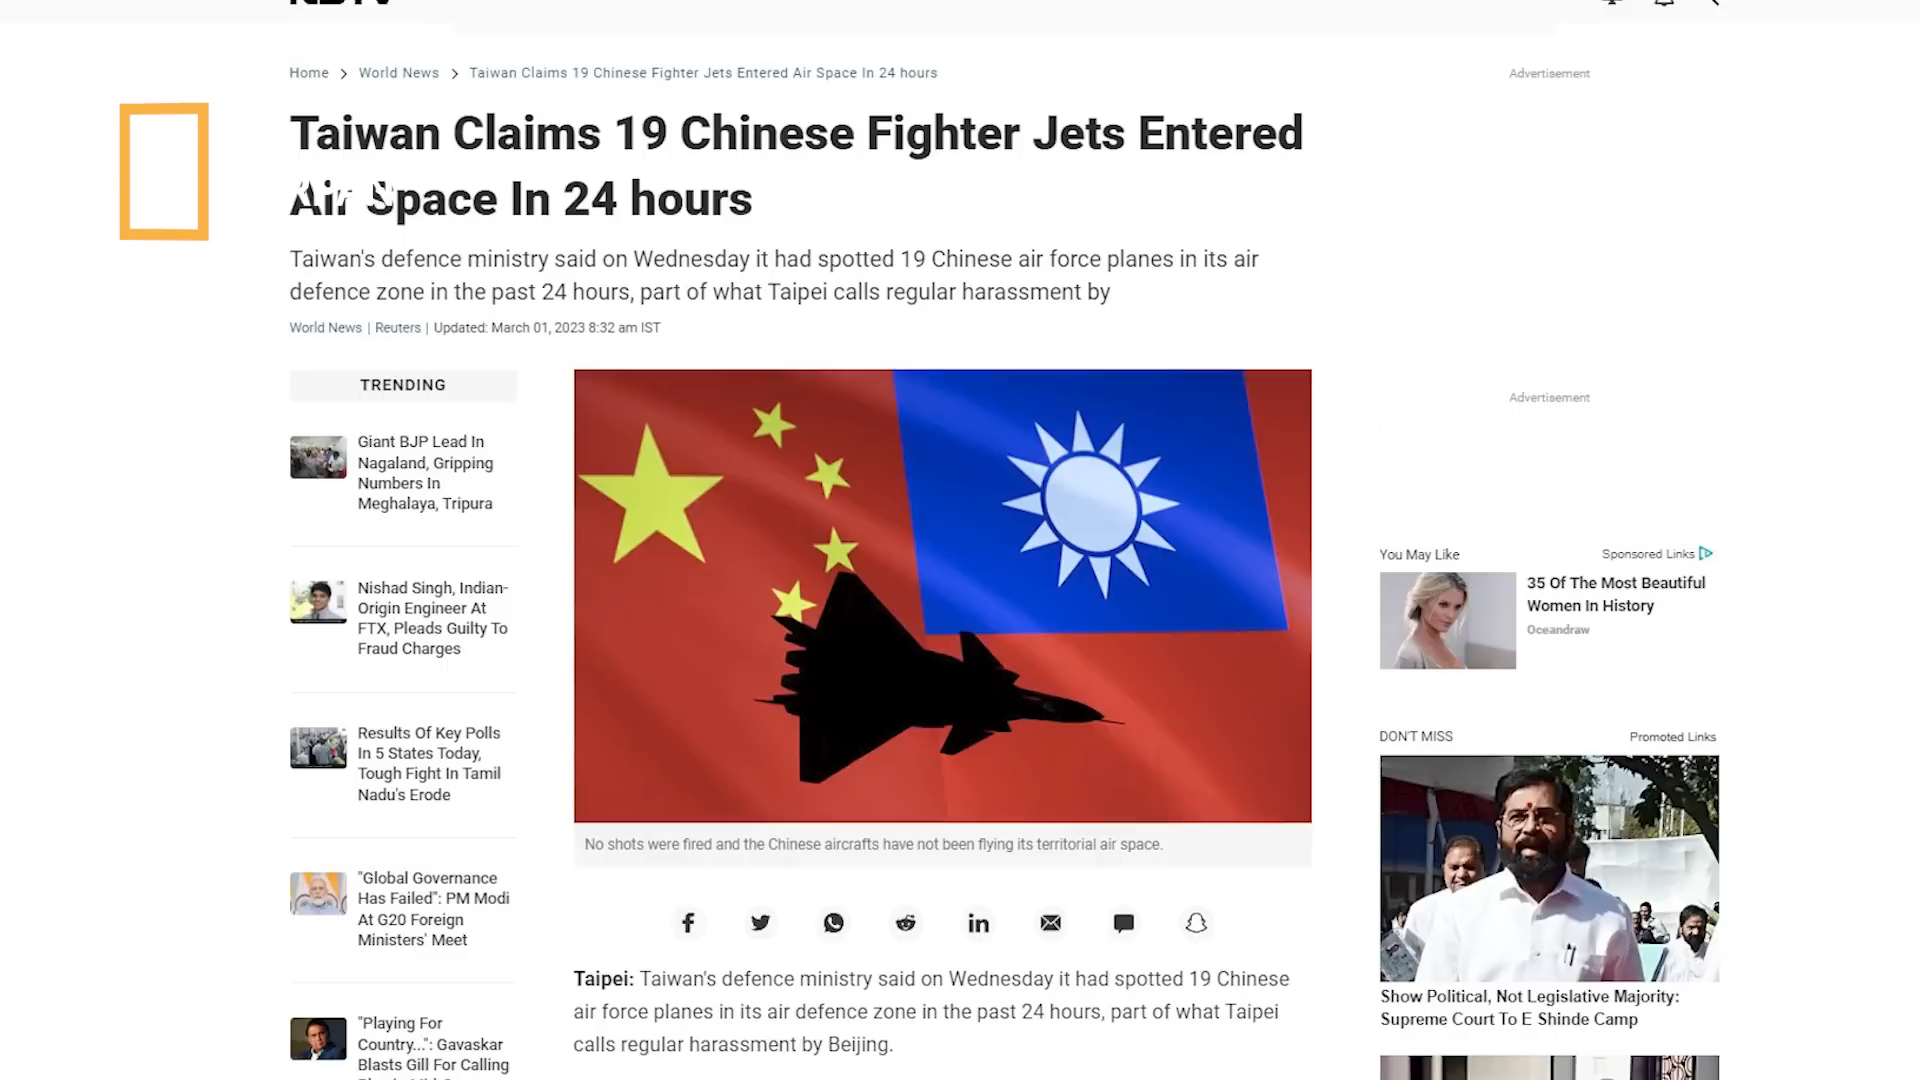 Home > World News > Taiwan Claims 19 Chinese Fighter Jets Entered Air Space In 24 hours
Advertisement
Taiwan Claims 19 Chinese Fighter Jets Entered
Air Space In 24 hours
Taiwan's defence ministry said on Wednesday it had spotted 19 Chinese air force planes in its air
defence zone in the past 24 hours, part of what Taipei calls regular harassment by
World News | Reuters | Updated: March 01, 2023 8:32 am IST
TRENDING
Giant BJP Lead In
Nagaland, Gripping
Numbers In
Meghalaya, Tripura
Nishad Singh, Indian-
Origin Engineer At
FTX, Pleads Guilty To
Fraud Charges
Results Of Key Polls
In 5 States Today,
Tough Fight In Tamil
Nadu's Erode
"Global Governance
Has Failed": PM Modi
At G20 Foreign
Ministers' Meet
"Playing For
Country...": Gavaskar
Blasts Gill For Calling
No shots were fired and the Chinese aircrafts have not been flying its territorial air space.
Taipei: Taiwan's defence ministry said on Wednesday it had spotted 19 Chinese
air force planes in its air defence zone in the past 24 hours, part of what Taipei
calls regular harassment by Beijing.
Advertisement
You May Like
Sponsored Links
35 Of The Most Beautiful
Women In History
Oceandraw
DON'T MISS
Promoted Links
Show Political, Not Legislative Majority:
Supreme Court To E Shinde Camp